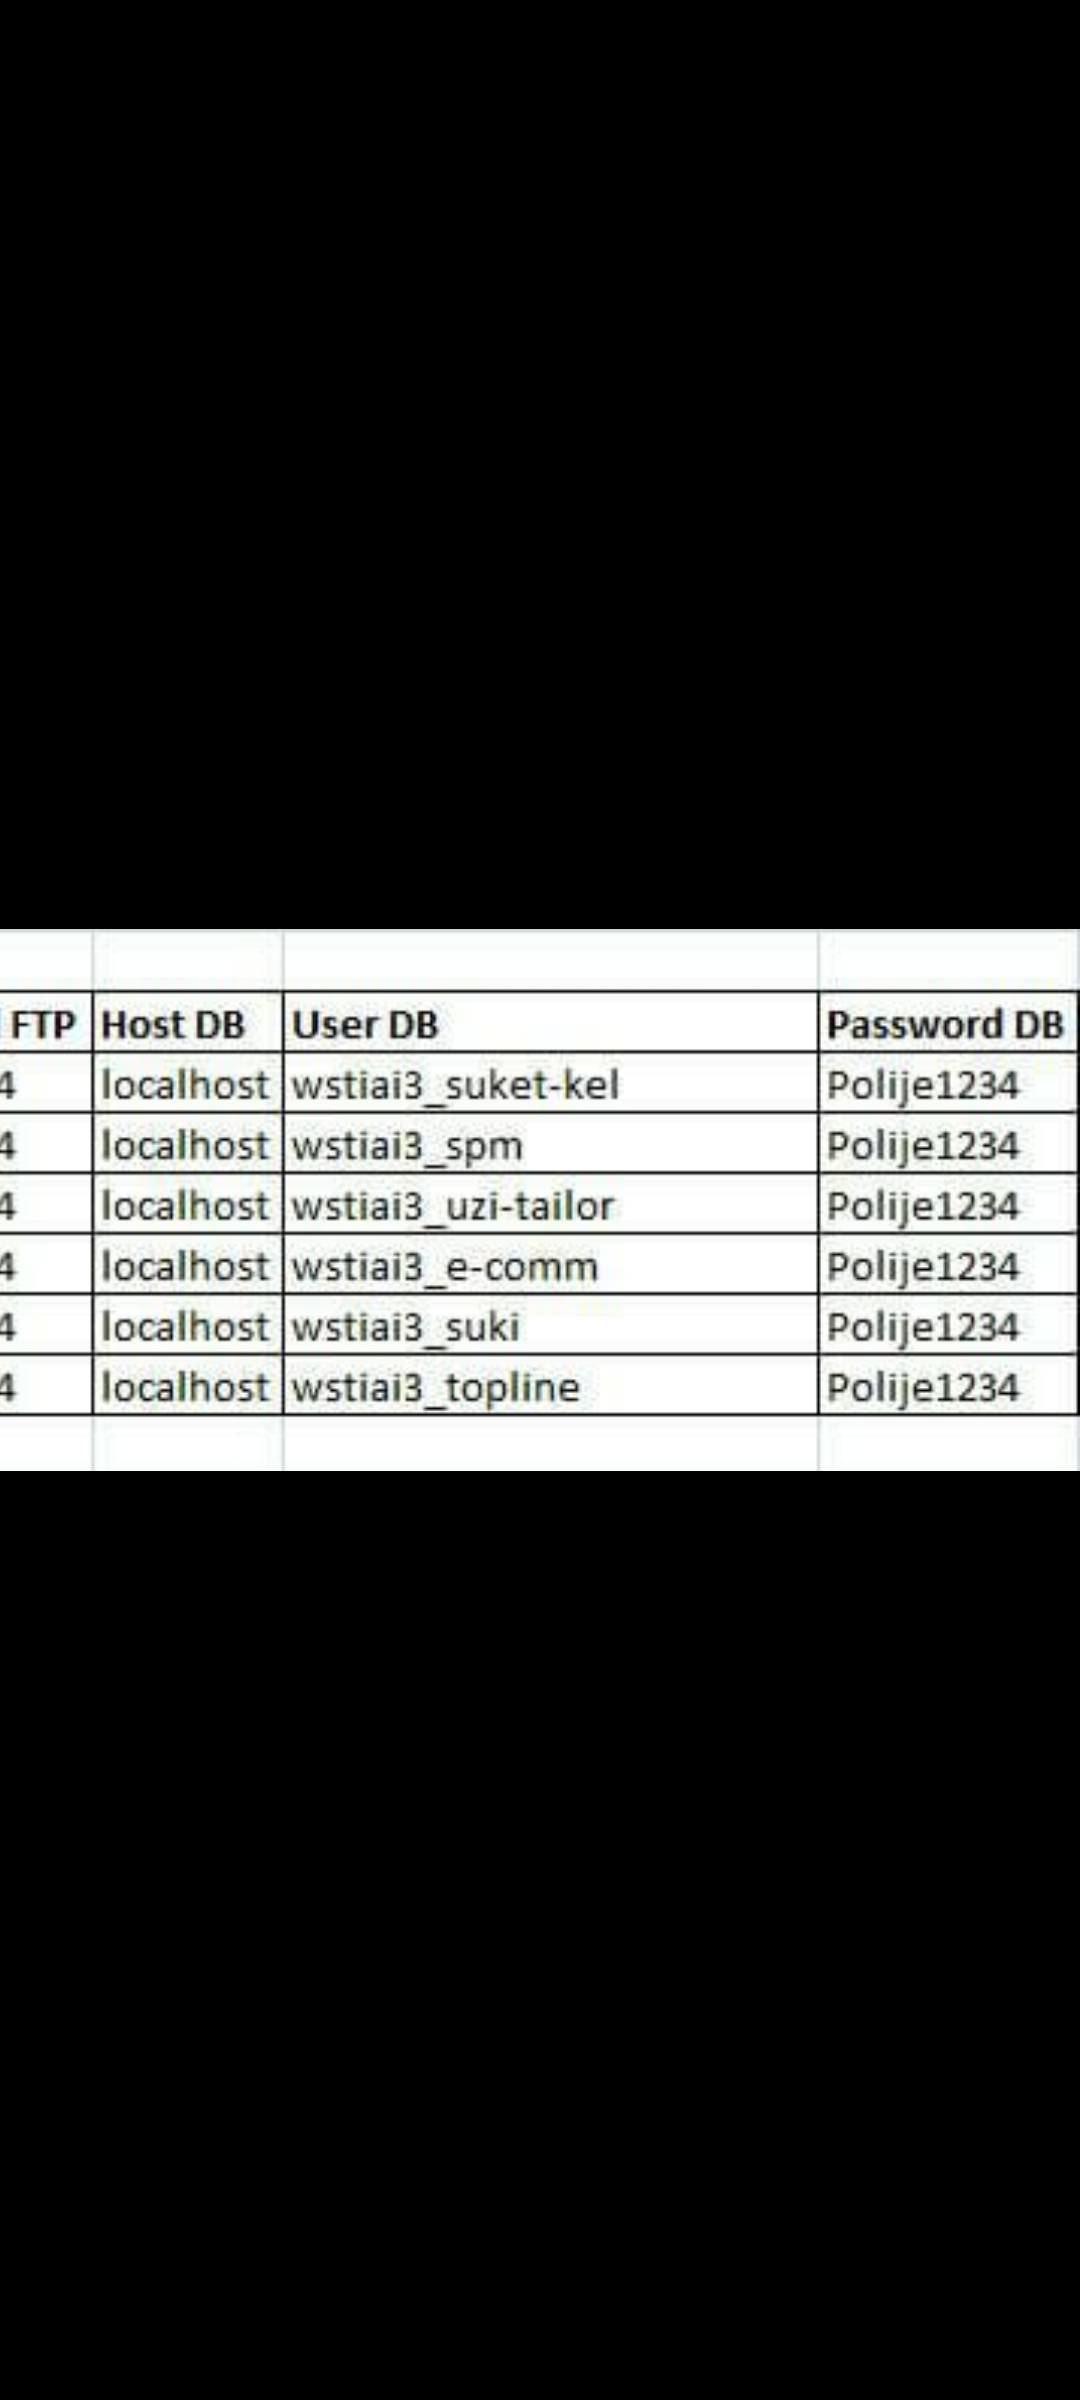 FTP Host DB User DB Password DB
4 localhost wstiai3_suket-kel Polije1234
4 localhost wstiai3_spm Polije1234
4 localhost wstiai3_uzi-tailor Polije1234
4 localhost wstiai3_e-comm Polije1234
4 localhost wstiai3_suki Polije1234
4 localhost wstiai3_topline Polije1234